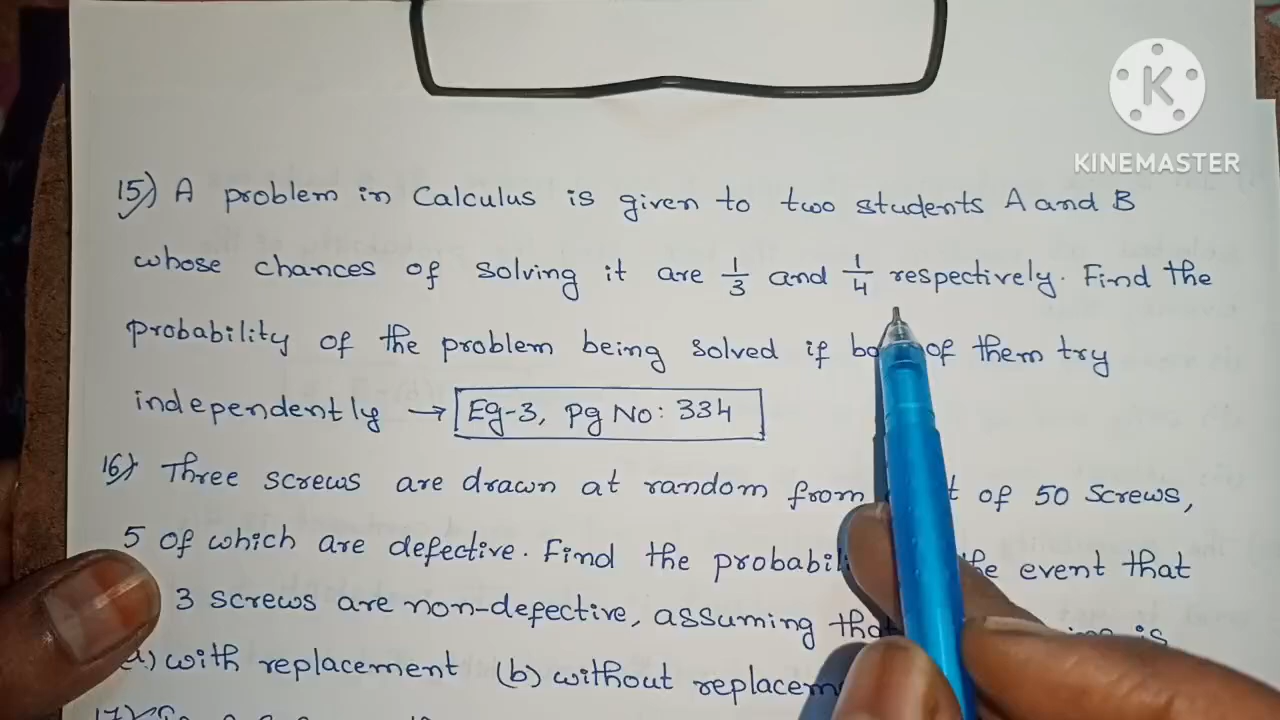 K
KINEMASTER
15) A problem in Calculus is given to two students A and B
whose chances of solving it are 1/3 and 1/4 respectively. Find the
probability of the problem being solved if of them try
independently → Eg-3, Pg No: 334
16) Three screws are drawn at random from of 50 screws,
5 of which are defective. Find the the event that
3 screws are non-defective, assuming is
(a) with replacement (b) without
17)